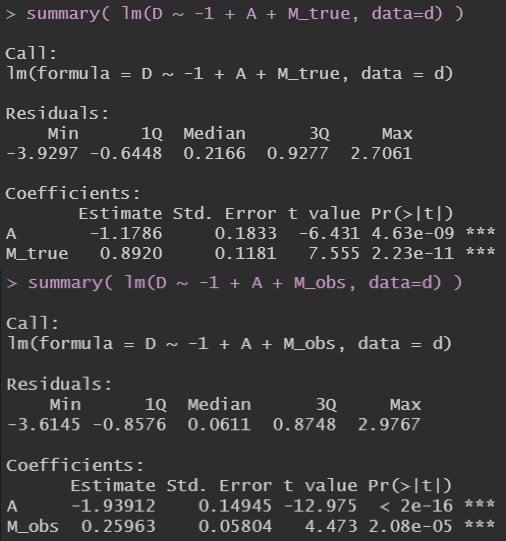 > summary( lm(D ~ -1 + A + M_true, data=d) )
Call:
lm(formula = D ~ -1 + A + M_true, data = d)
Residuals:
    Min      1Q  Median      3Q     Max
-3.9297 -0.6448  0.2166  0.9277  2.7061
Coefficients:
       Estimate Std. Error t value Pr(>|t|)
A       -1.1786     0.1833  -6.431 4.63e-09 ***
M_true   0.8920     0.1181   7.555 2.23e-11 ***
> summary( lm(D ~ -1 + A + M_obs, data=d) )
Call:
lm(formula = D ~ -1 + A + M_obs, data = d)
Residuals:
    Min      1Q  Median      3Q     Max
-3.6145 -0.8576  0.0611  0.8748  2.9767
Coefficients:
      Estimate Std. Error t value Pr(>|t|)
A     -1.93912    0.14945 -12.975  < 2e-16 ***
M_obs  0.25963    0.05804   4.473 2.08e-05 ***